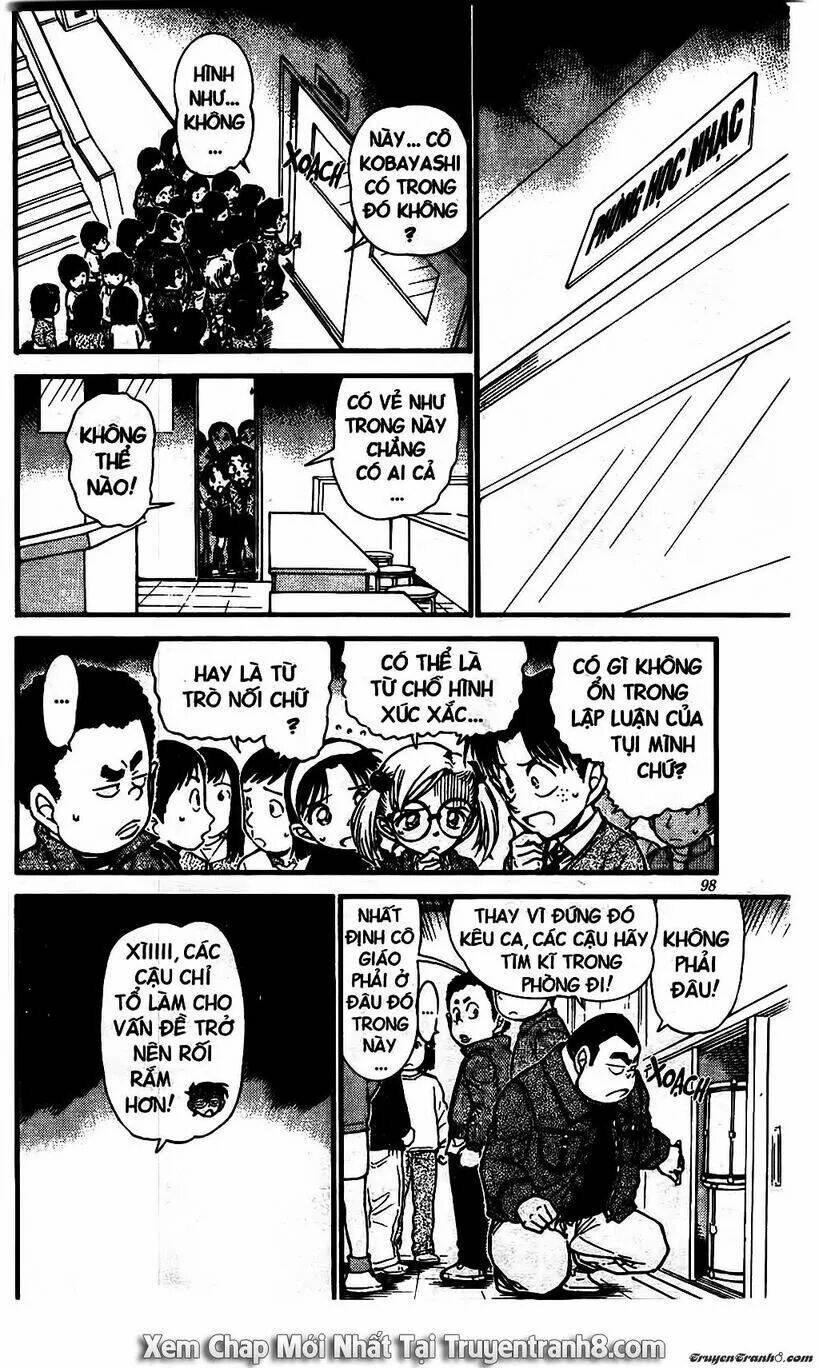 PHÒNG HỌC NHẠC
HÌNH
NHƯ...
KHÔNG
...
XOẠCH
NÀY... CÔ
KOBAYASHI
CÓ TRONG
ĐÓ KHÔNG
?
KHÔNG
THỂ
NÀO!
CÓ VẺ NHƯ
TRONG NÀY
CHẲNG
CÓ AI CẢ
...
...
HAY LÀ TỪ
TRÒ NỐI CHỮ
?
CÓ THỂ LÀ
TỪ CHỖ HÌNH
XÚC XẮC...
CÓ GÌ KHÔNG
ỔN TRONG
LẬP LUẬN CỦA
TỤI MÌNH
CHỨ?
98
XÌIIII, CÁC
CẬU CHỈ
TỔ LÀM CHO
VẤN ĐỀ TRỞ
NÊN RỐI
RẮM
HƠN!
NHẤT
ĐỊNH CÔ
GIÁO
PHẢI Ở
ĐÂU ĐÓ
TRONG
NÀY
...
...
THAY VÌ ĐỨNG ĐÓ
KÊU CA, CÁC CẬU HÃY
TÌM KĨ TRONG
PHÒNG ĐI!
KHÔNG
PHẢI
ĐÂU!
XOẠCH
Xem Chap Mới Nhất Tại Truyentranh8.com
TruyenTranh8.com